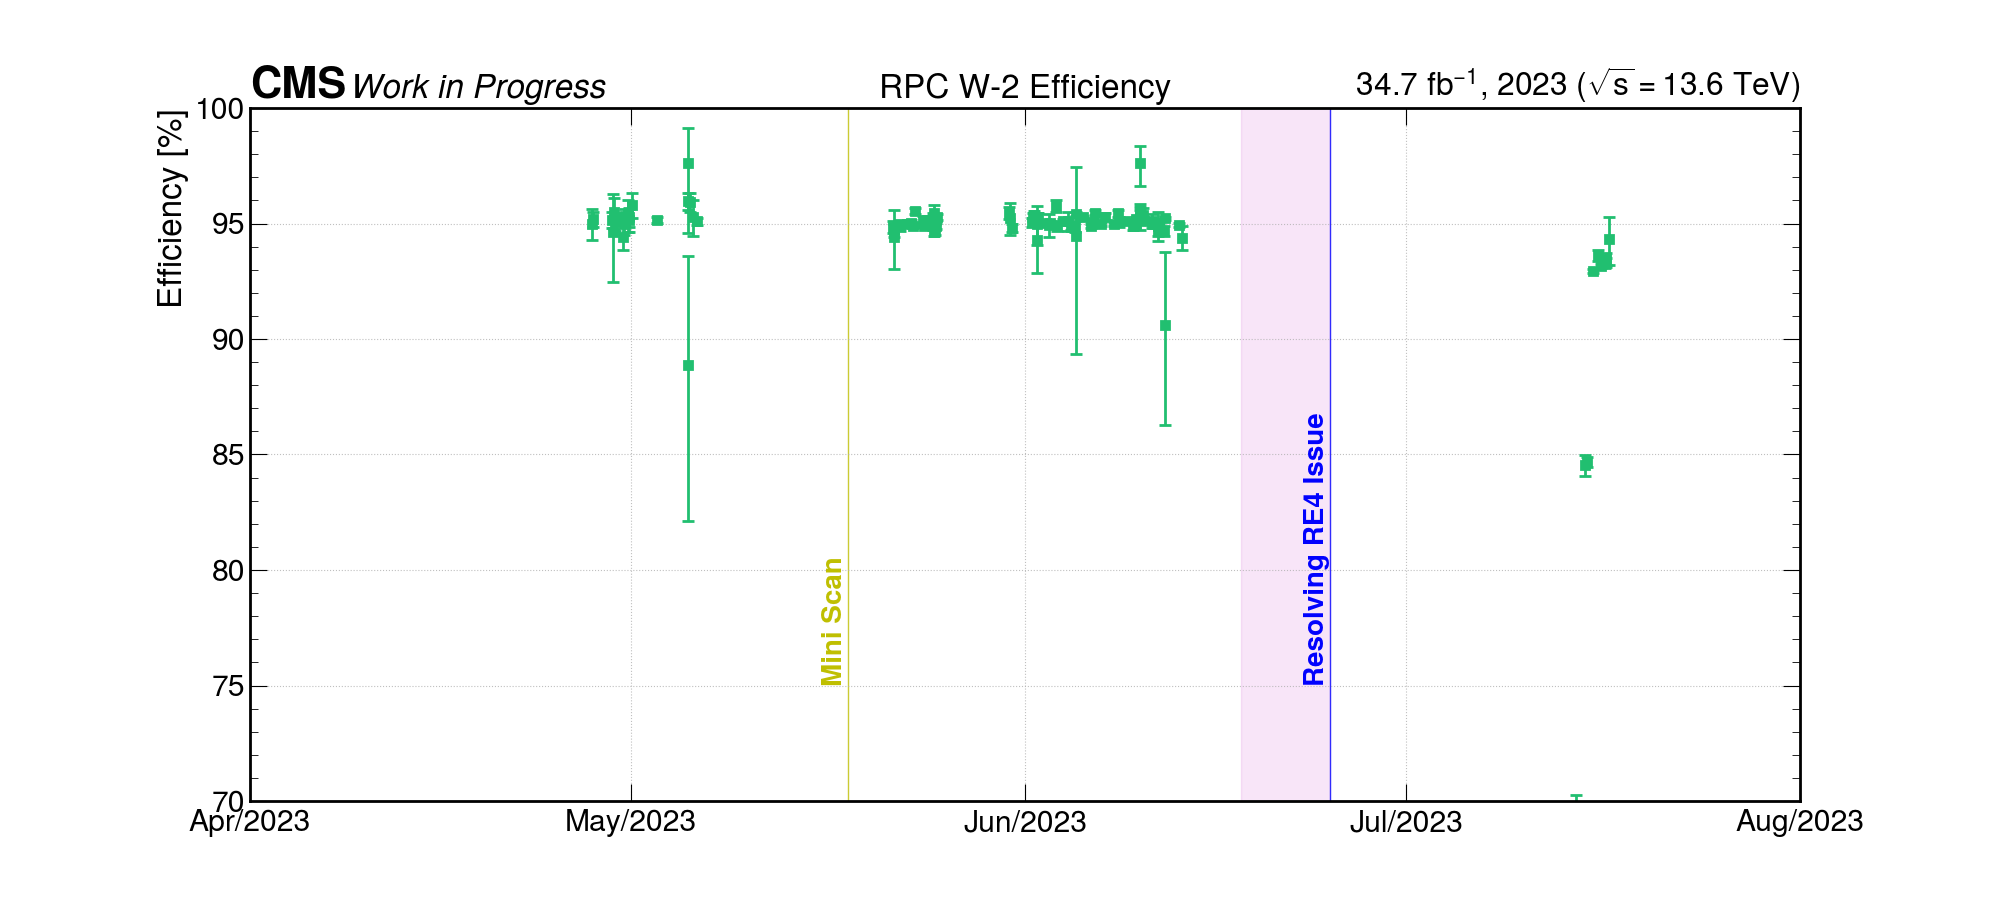 CMS Work in Progress
RPC W-2 Efficiency
34.7 fb⁻¹, 2023 (√s = 13.6 TeV)
Efficiency [%]
100
95
90
85
80
75
70
Mini Scan
Resolving RE4 Issue
Apr/2023 May/2023 Jun/2023 Jul/2023 Aug/2023